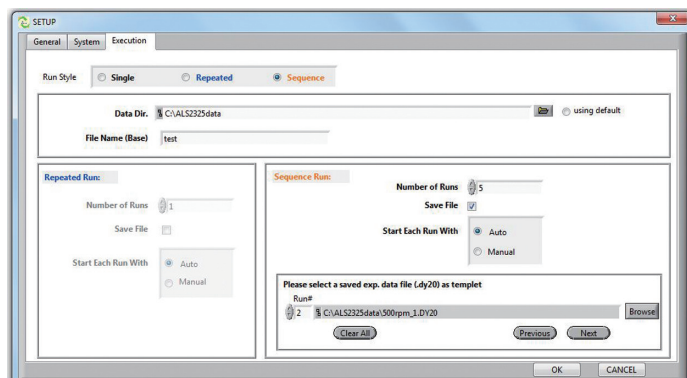 SETUP
General System Execution
Run Style Single Repeated Sequence
Data Dir. C:\ALS2325data using default
File Name (Base) test
Repeated Run: Sequence Run:
Number of Runs 5
Number of Runs 1 Save File
Save File Start Each Run With Auto
Manual
Start Each Run With Auto
Manual
Please select a saved exp. data file (.dy20) as templet
Run#
2 C:\ALS2325data\500rpm_1.DY20 Browse
Clear All Previous Next
OK CANCEL